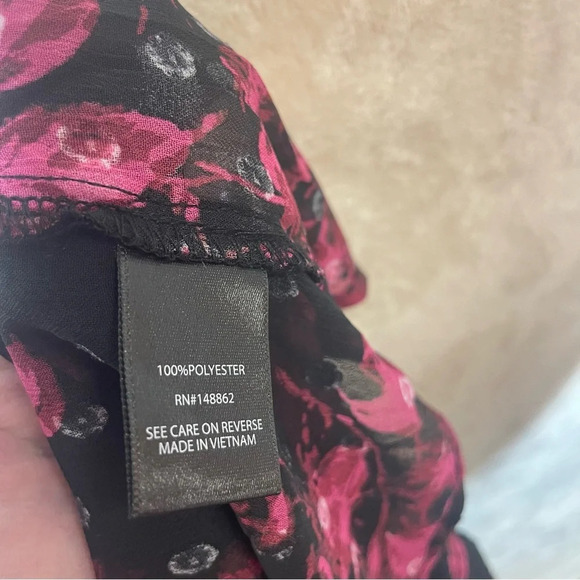 100%POLYESTER
RN#148862
SEE CARE ON REVERSE
MADE IN VIETNAM